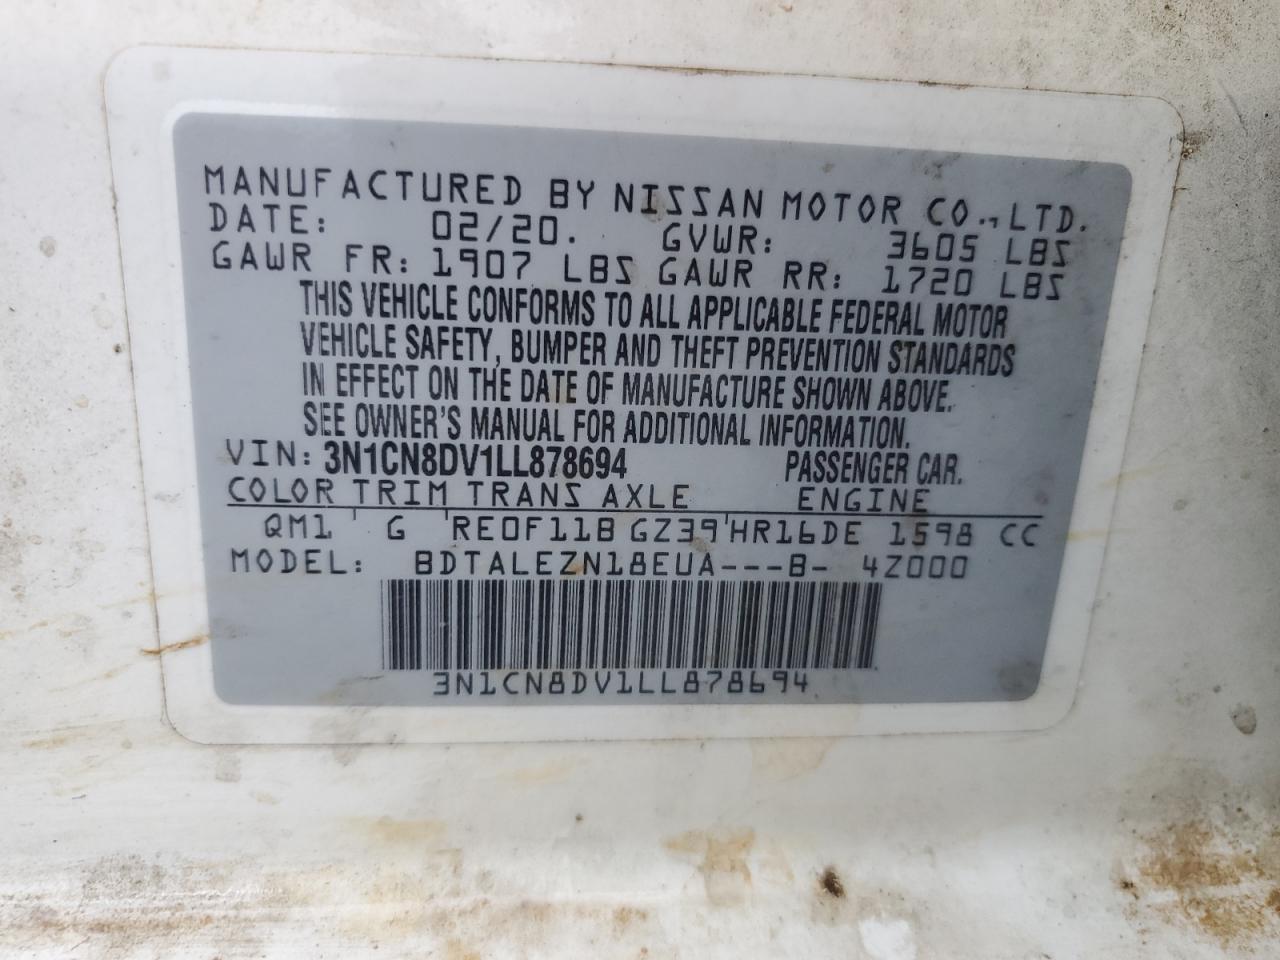 MANUFACTURED BY NISSAN MOTOR CO., LTD.
DATE: 02/20. GVWR: 3605 LBS
GAWR FR: 1907 LBS GAWR RR: 1720 LBS
THIS VEHICLE CONFORMS TO ALL APPLICABLE FEDERAL MOTOR
VEHICLE SAFETY, BUMPER AND THEFT PREVENTION STANDARDS
IN EFFECT ON THE DATE OF MANUFACTURE SHOWN ABOVE.
SEE OWNER'S MANUAL FOR ADDITIONAL INFORMATION.
VIN: 3N1CN8DV1LL878694 PASSENGER CAR.
COLOR TRIM TRANS AXLE ENGINE
QM1 G RE0F11B GZ39 HR16DE 1598 CC
MODEL: BDTALEZN18EUA---B- 4Z000
3N1CN8DV1LL878694